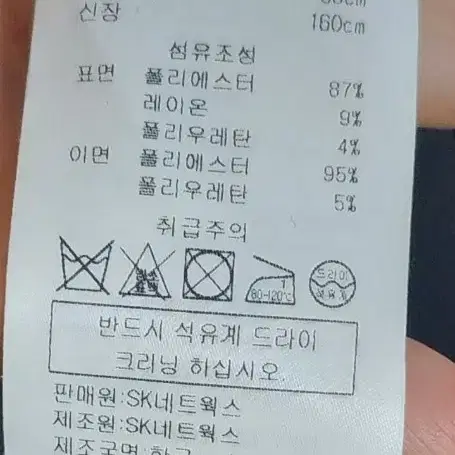 신장 160cm
섬유조성
표면 폴리에스터 87%
레이온 9%
폴리우레탄 4%
이면 폴리에스터 95%
폴리우레탄 5%
취급주의
1
80-120℃
드라이
석유계
반드시 석유계 드라이
크리닝 하십시오.
판매원:SK네트웍스
제조원:SK네트웍스